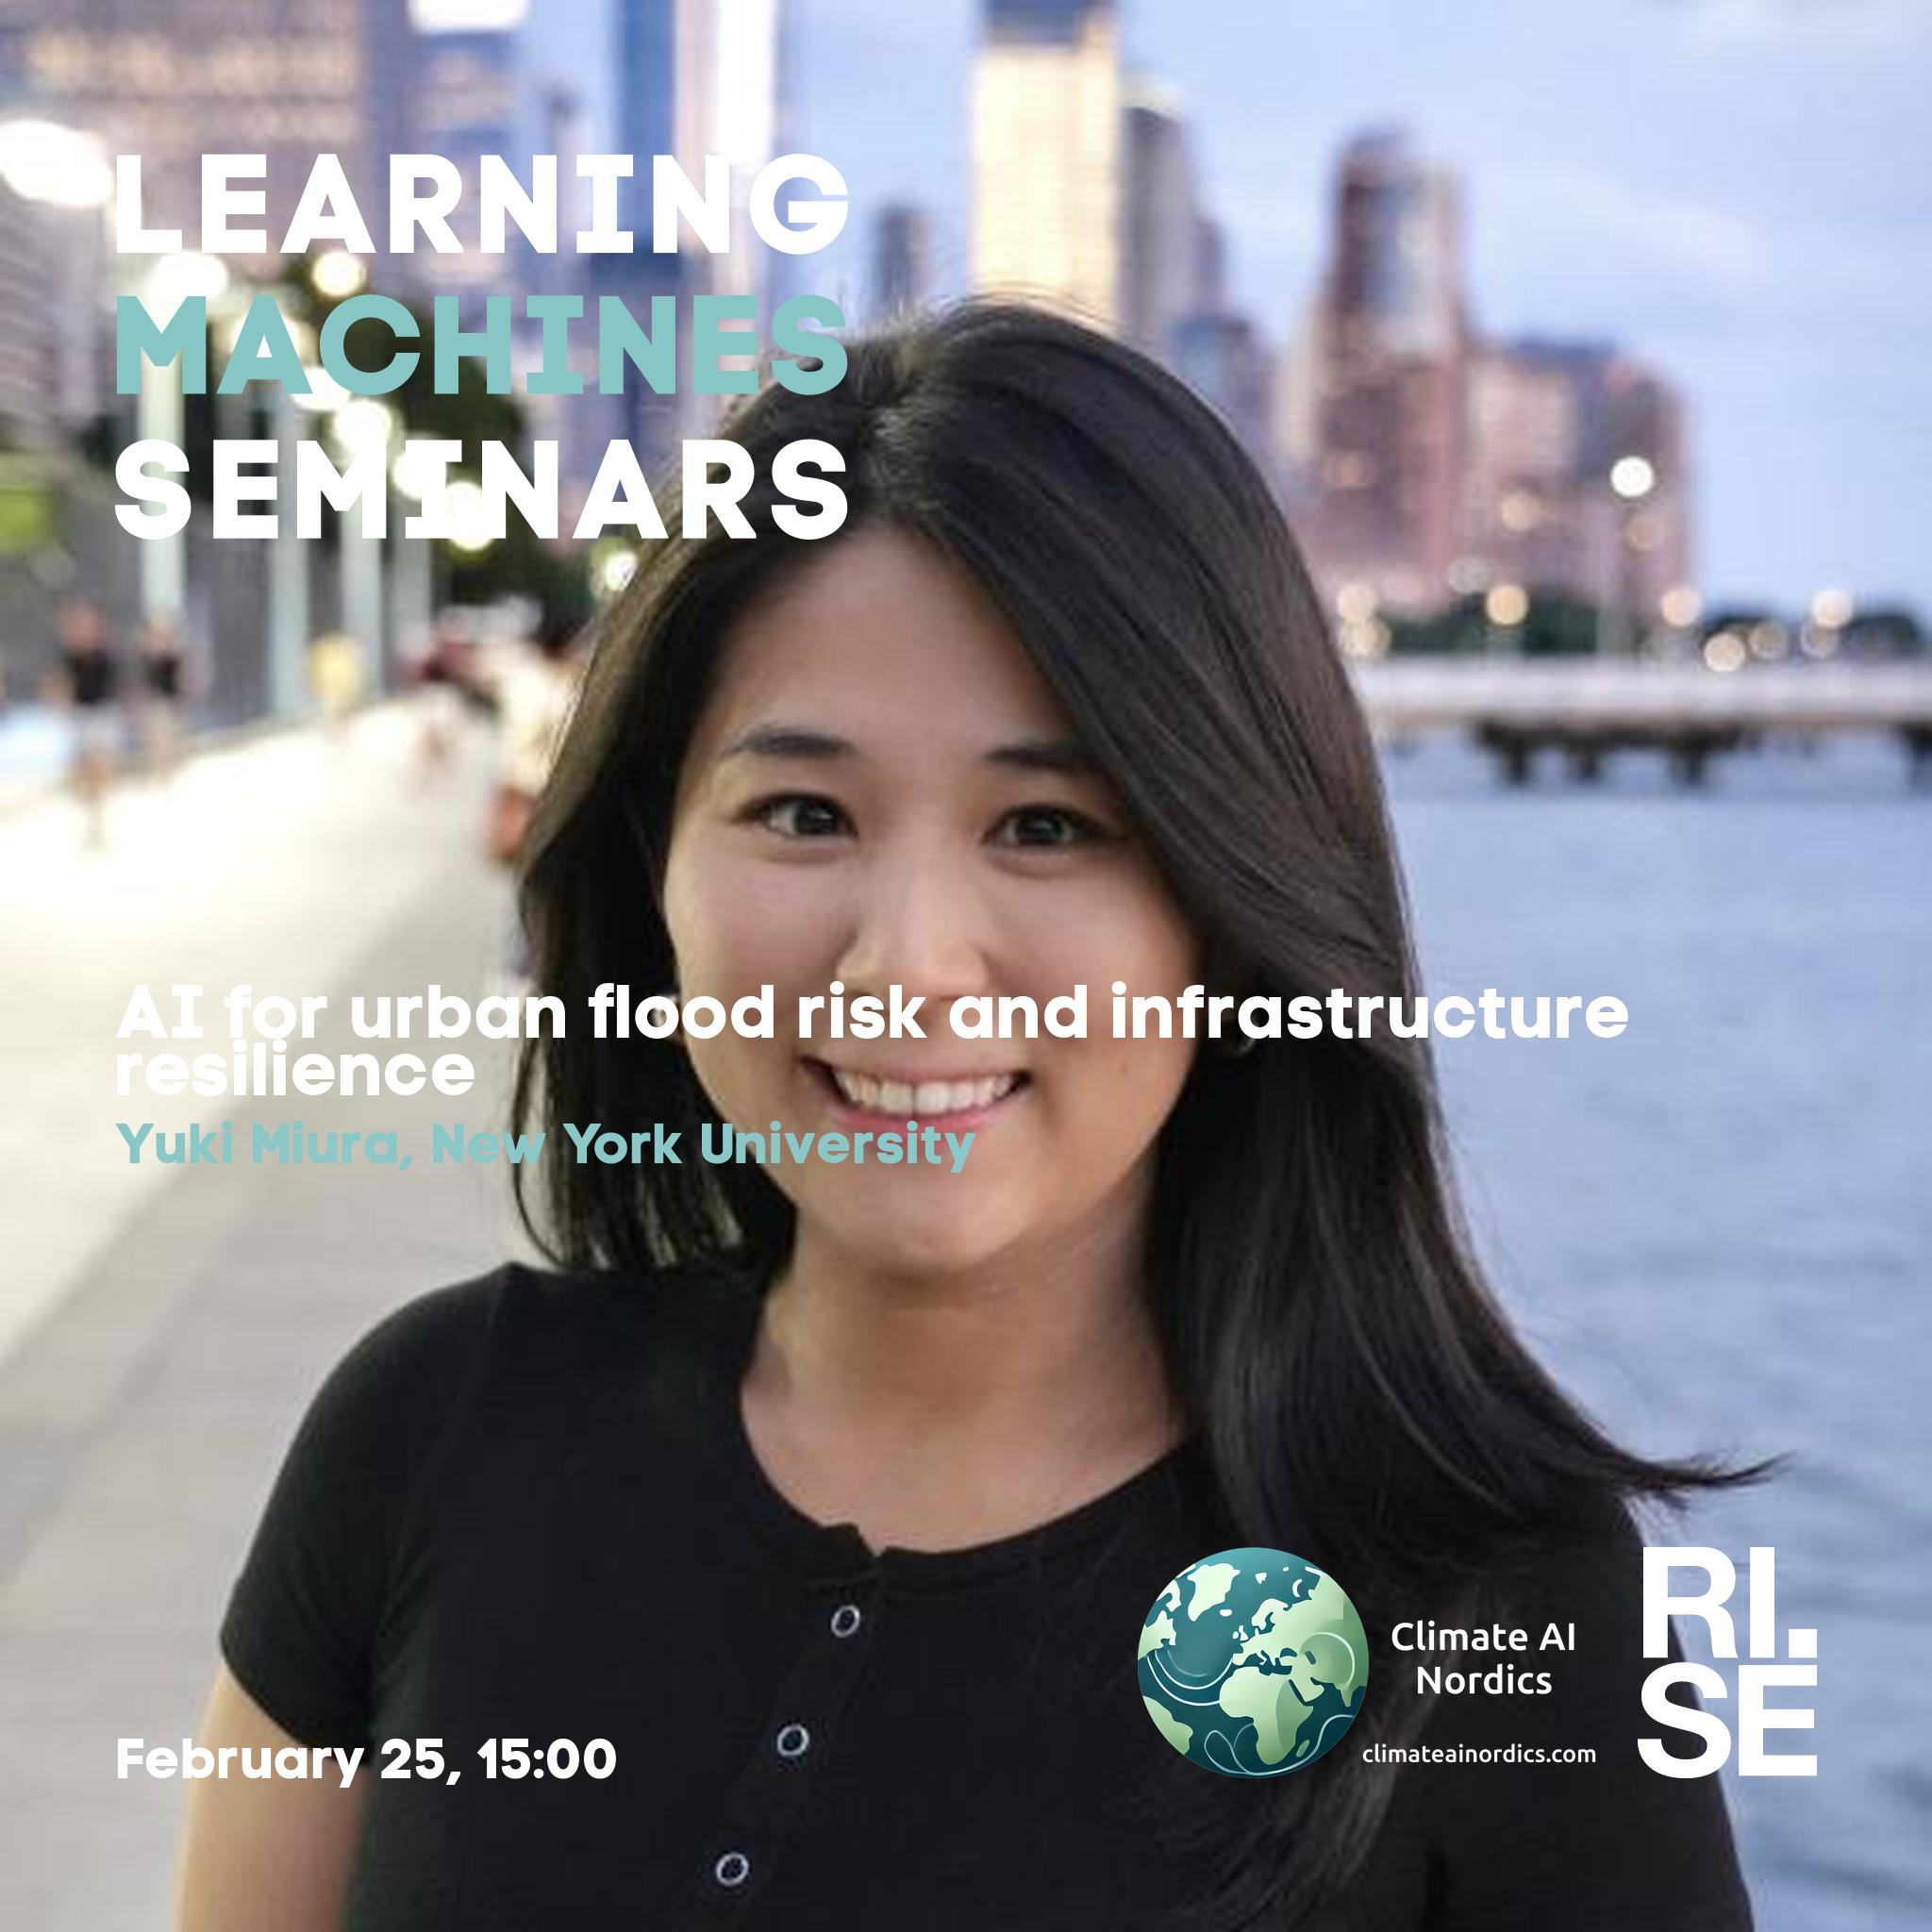 LEARNING
MACHINES
SEMINARS
AI for urban flood risk and infrastructure
resilience
Yuki Miura, New York University
February 25, 15:00
Climate AI
Nordics
climateainordics.com
RI.
SE